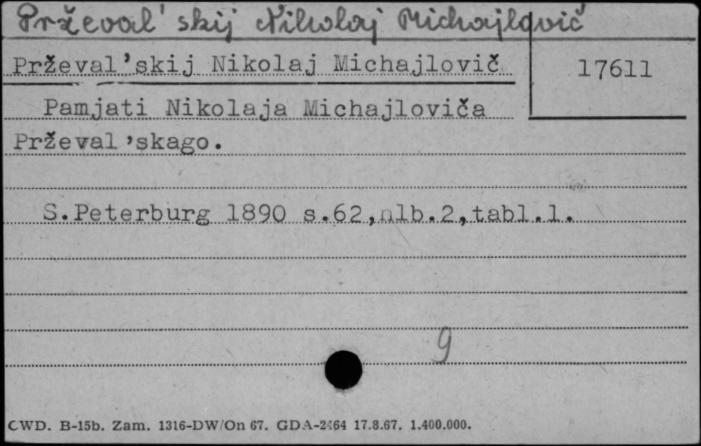 Prževal'skij Nikolaj Michajlovič
Prževal'skij Nikolaj Michajlovič 17611
Pamjati Nikolaja Michajloviča
Prževal'skago.
S.Peterburg 1890 s.62,alb.2,tabl.1.
9
CWD. B-15b. Zam. 1316-DW/On 67. GDA-2464 17.8.67. 1.400.000.